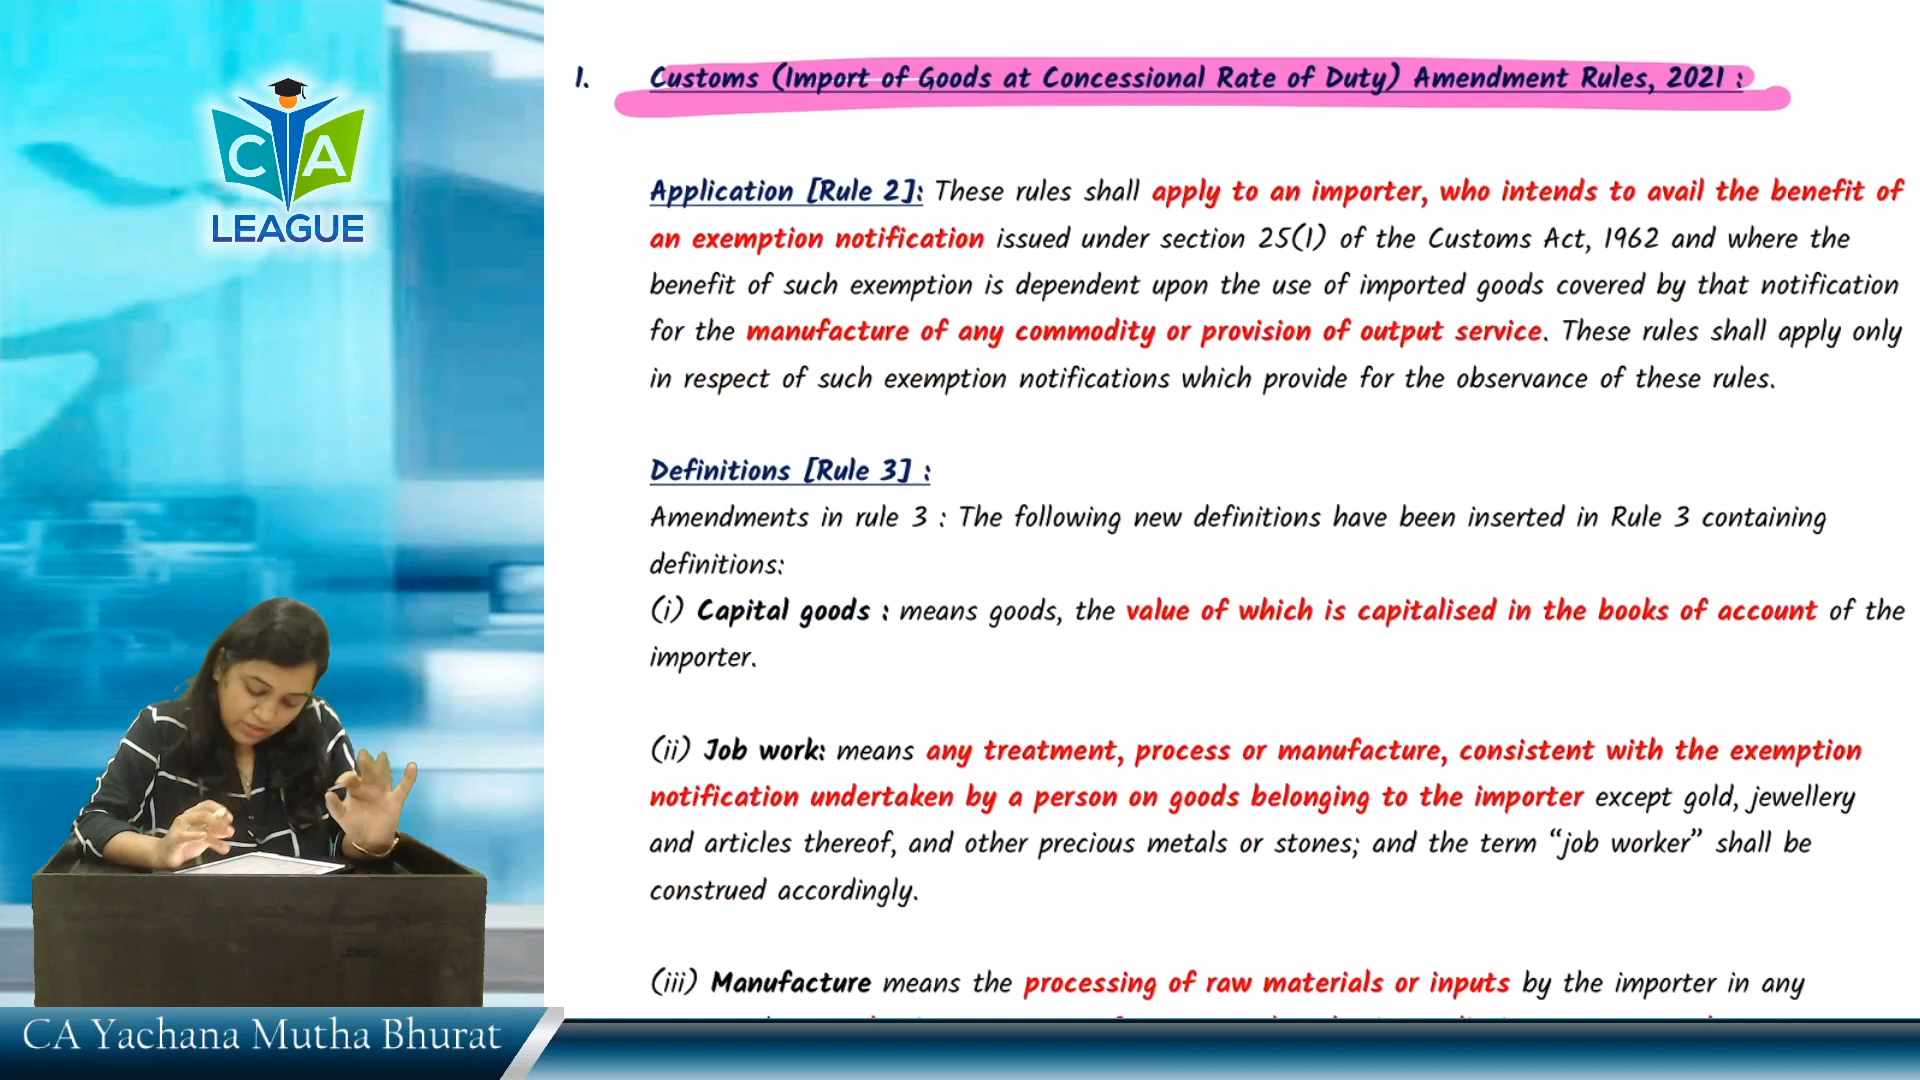 CA
LEAGUE
1. Customs (Import of Goods at Concessional Rate of Duty) Amendment Rules, 2021 :
Application [Rule 2]: These rules shall apply to an importer, who intends to avail the benefit of
an exemption notification issued under section 25(1) of the Customs Act, 1962 and where the
benefit of such exemption is dependent upon the use of imported goods covered by that notification
for the manufacture of any commodity or provision of output service. These rules shall apply only
in respect of such exemption notifications which provide for the observance of these rules.
Definitions [Rule 3] :
Amendments in rule 3 : The following new definitions have been inserted in Rule 3 containing
definitions:
(i) Capital goods : means goods, the value of which is capitalised in the books of account of the
importer.
(ii) Job work: means any treatment, process or manufacture, consistent with the exemption
notification undertaken by a person on goods belonging to the importer except gold, jewellery
and articles thereof, and other precious metals or stones; and the term “job worker” shall be
construed accordingly.
(iii) Manufacture means the processing of raw materials or inputs by the importer in any
CA Yachana Mutha Bhurat